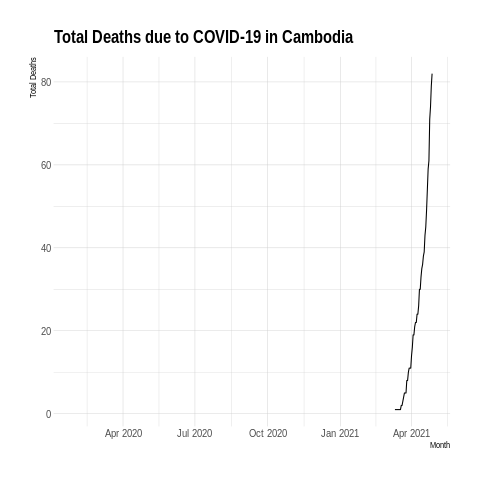 Total Deaths due to COVID-19 in Cambodia
Total Deaths
80
60
40
20
0
Apr 2020 Jul 2020 Oct 2020 Jan 2021 Apr 2021
Month